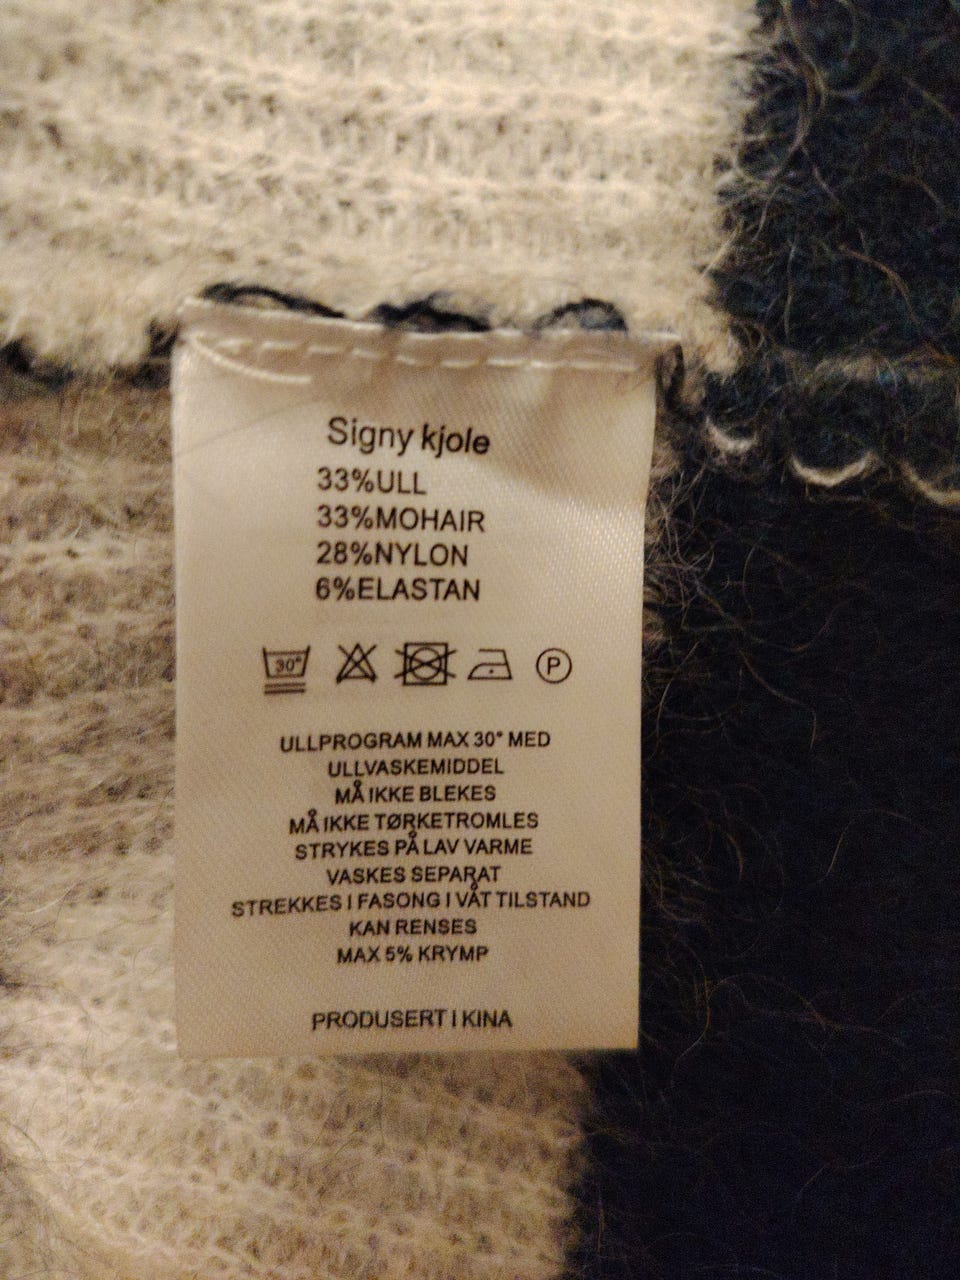 Signy kjole
33%ULL
33%MOHAIR
28%NYLON
6%ELASTAN
30° P
ULLPROGRAM MAX 30° MED
ULLVASKEMIDDEL
MÅ IKKE BLEKES
MÅ IKKE TØRKETROMLES
STRYKES PÅ LAV VARME
VASKES SEPARAT
STREKKES I FASONG I VÅT TILSTAND
KAN RENSES
MAX 5% KRYMP
PRODUSERT I KINA